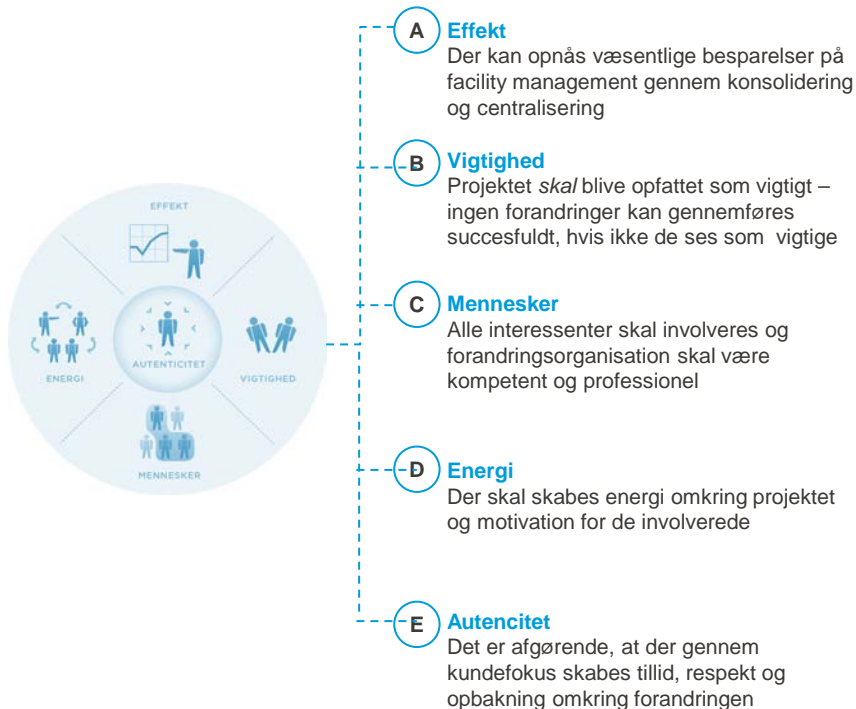 EFFEKT
ENERGI
AUTENTICITET
VIGTIGHED
MENNESKER
A
Effekt
Der kan opnås væsentlige besparelser på
facility management gennem konsolidering
og centralisering
B
Vigtighed
Projektet skal blive opfattet som vigtigt –
ingen forandringer kan gennemføres
succesfuldt, hvis ikke de ses som vigtige
C
Mennesker
Alle interessenter skal involveres og
forandringsorganisation skal være
kompetent og professionel
D
Energi
Der skal skabes energi omkring projektet
og motivation for de involverede
E
Autencitet
Det er afgørende, at der gennem
kundefokus skabes tillid, respekt og
opbakning omkring forandringen